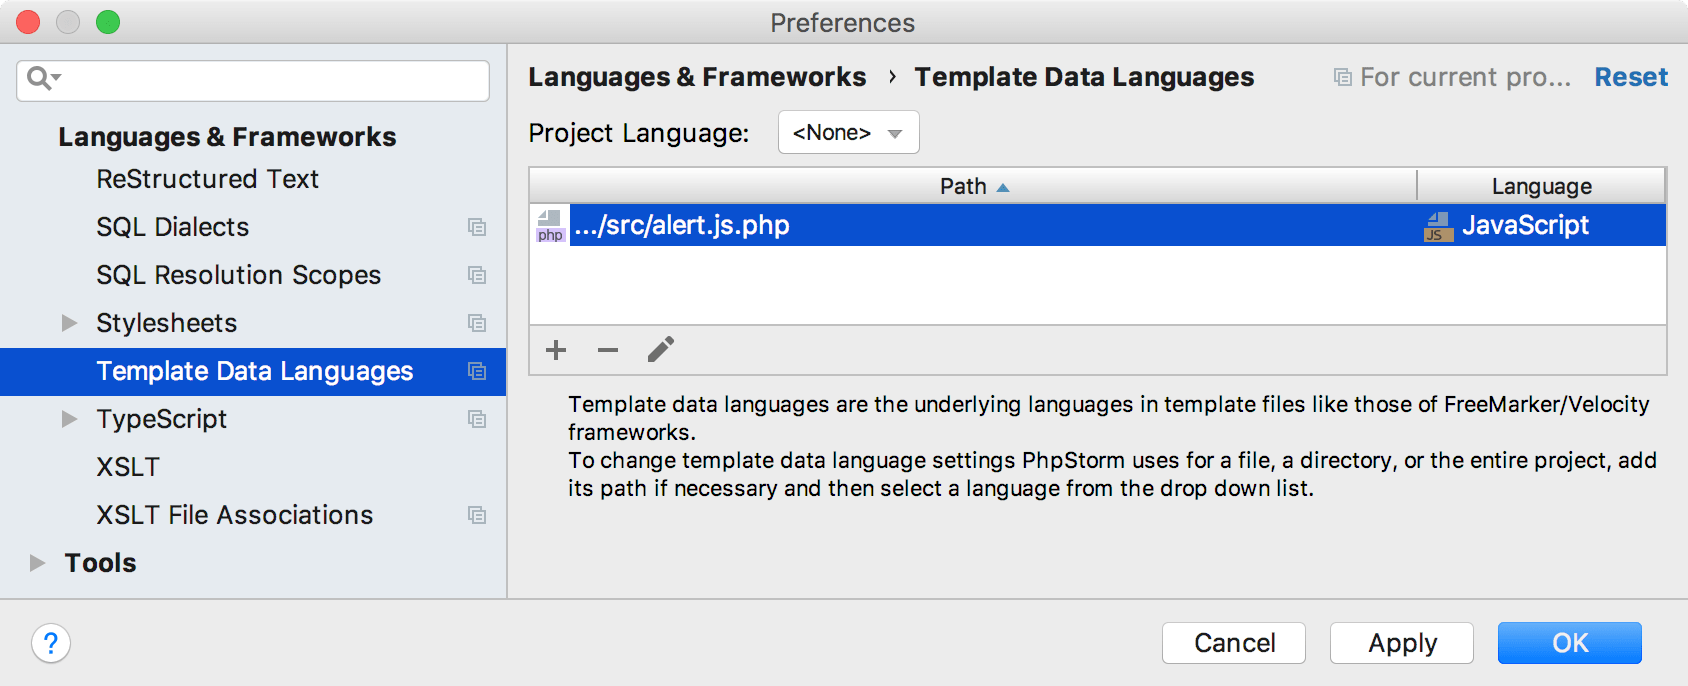 Preferences
Languages & Frameworks
ReStructured Text
SQL Dialects
SQL Resolution Scopes
Stylesheets
Template Data Languages
TypeScript
XSLT
XSLT File Associations
Tools
Languages & Frameworks › Template Data Languages For current pro... Reset
Project Language: <None>
Path Language
php .../src/alert.js.php JS JavaScript
Template data languages are the underlying languages in template files like those of FreeMarker/Velocity
frameworks.
To change template data language settings PhpStorm uses for a file, a directory, or the entire project, add
its path if necessary and then select a language from the drop down list.
? Cancel Apply OK